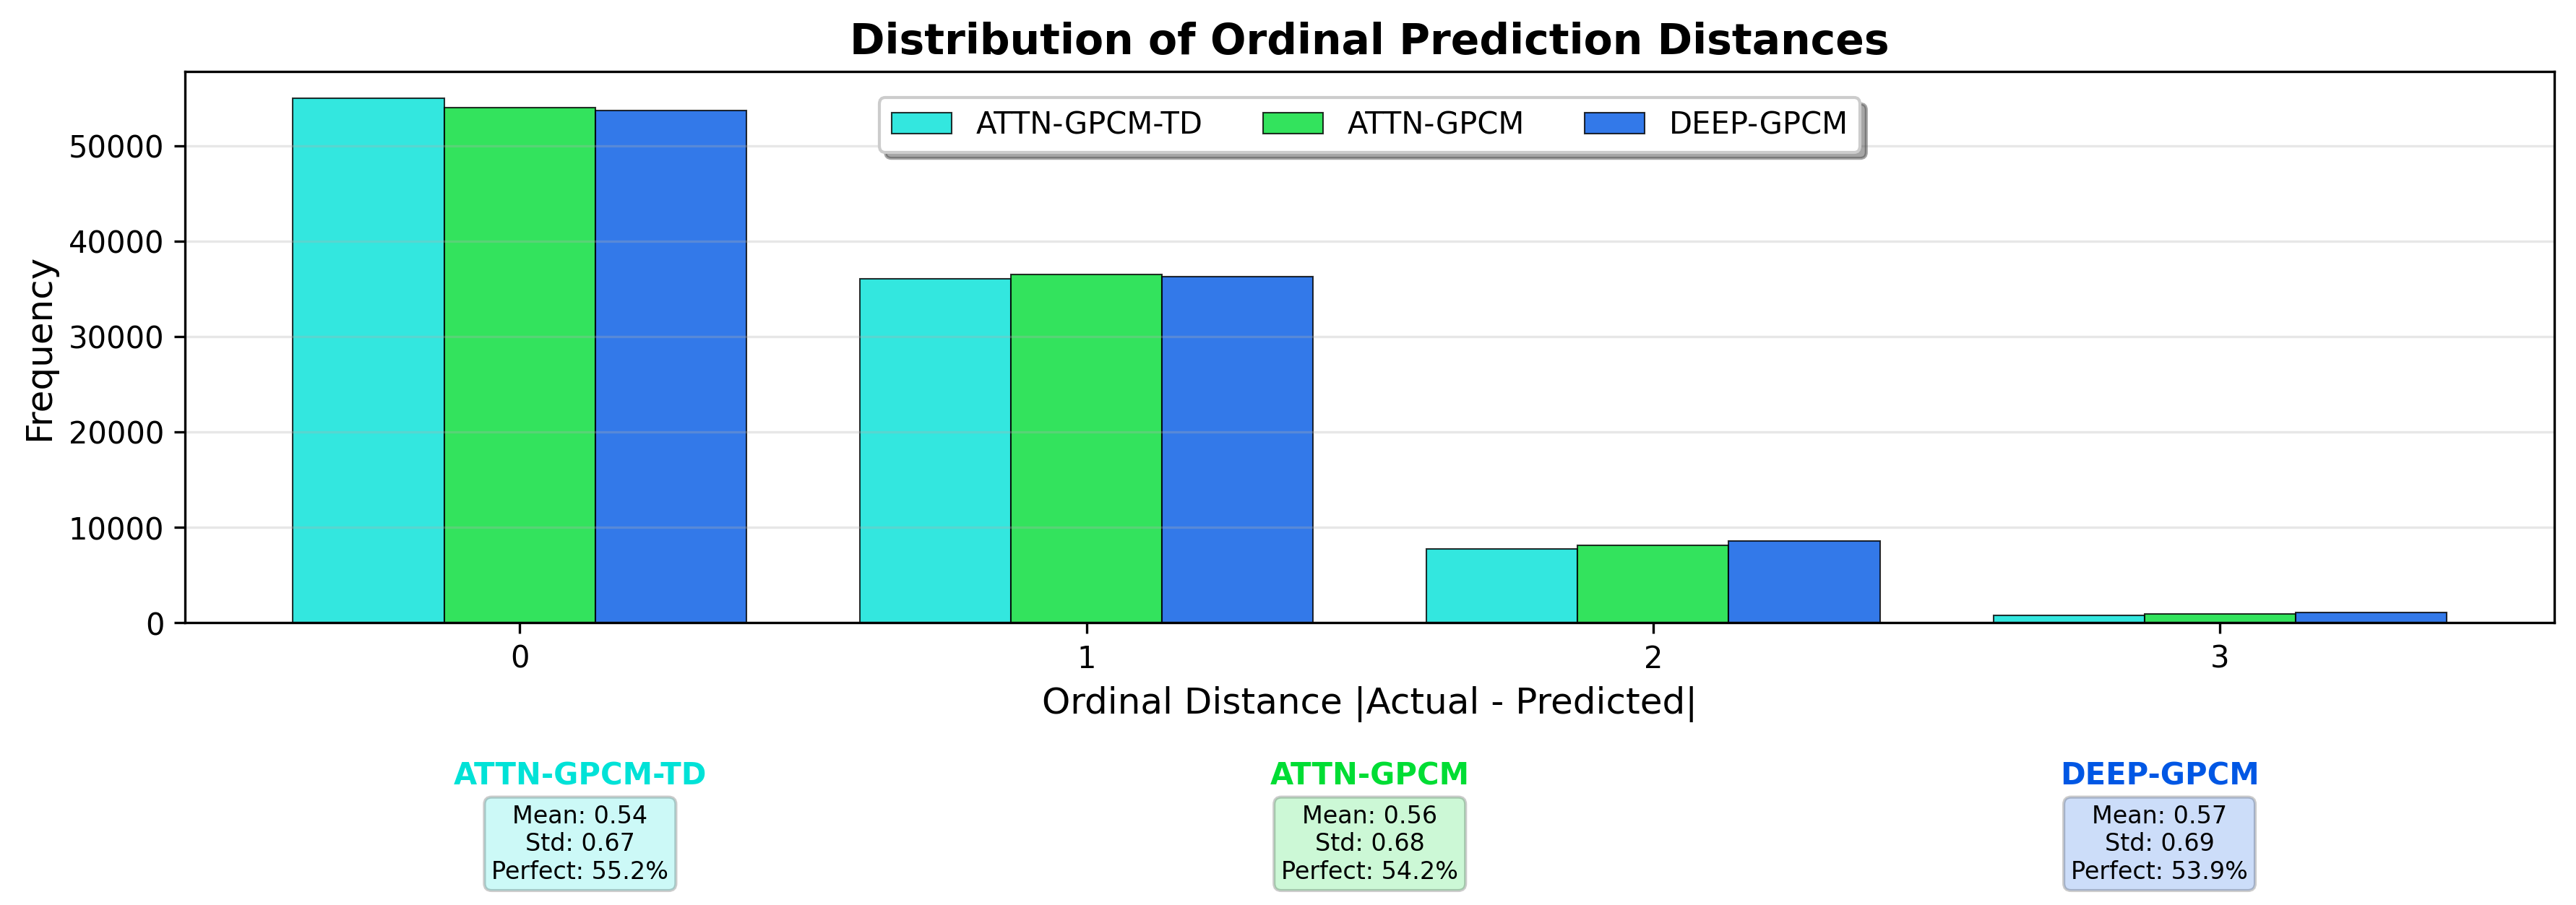 Distribution of Ordinal Prediction Distances
ATTN-GPCM-TD
ATTN-GPCM
DEEP-GPCM
Frequency
50000
40000
30000
20000
10000
0
0
1
2
3
Ordinal Distance |Actual - Predicted|
ATTN-GPCM-TD
Mean: 0.54
Std: 0.67
Perfect: 55.2%
ATTN-GPCM
Mean: 0.56
Std: 0.68
Perfect: 54.2%
DEEP-GPCM
Mean: 0.57
Std: 0.69
Perfect: 53.9%